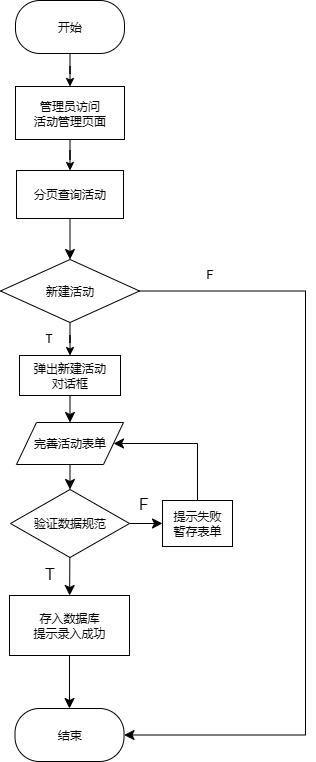 开始
管理员访问
活动管理页面
分页查询活动
新建活动
F
T
弹出新建活动
对话框
完善活动表单
验证数据规范
F
提示失败
暂存表单
T
存入数据库
提示录入成功
结束